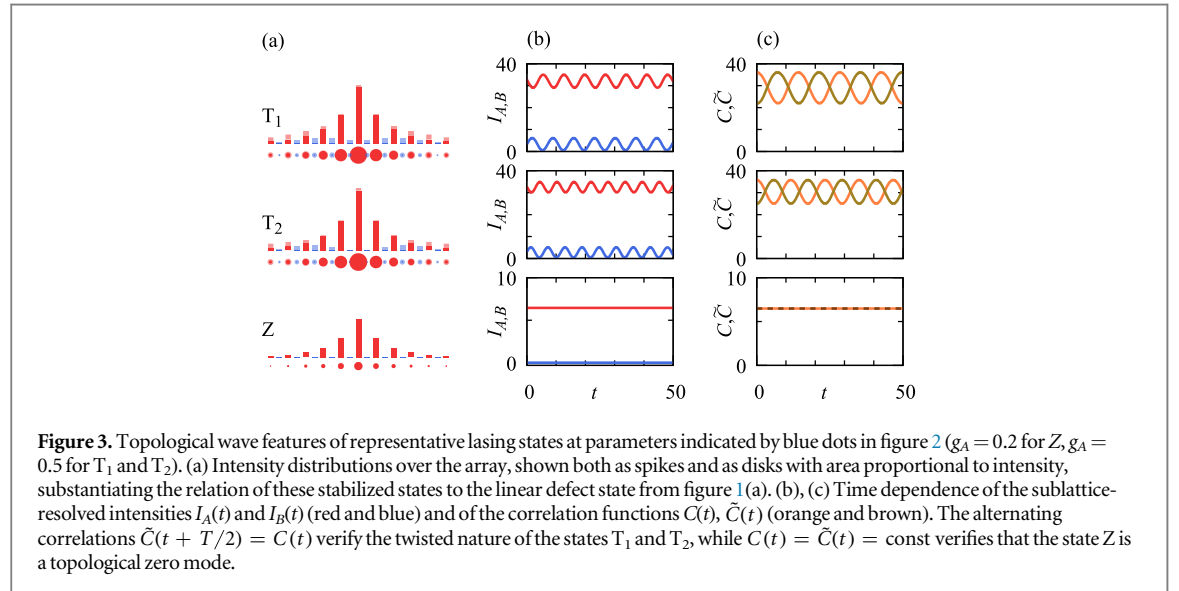 (a) (b) (c)
T₁
40
0
I_A,B
40
0
C,C̃
T₂
40
0
I_A,B
40
0
C,C̃
Z
10
0
I_A,B
10
0
C,C̃
0 t 50
0 t 50
Figure 3. Topological wave features of representative lasing states at parameters indicated by blue dots in figure 2 (g_A = 0.2 for Z, g_A =
0.5 for T₁ and T₂). (a) Intensity distributions over the array, shown both as spikes and as disks with area proportional to intensity,
substantiating the relation of these stabilized states to the linear defect state from figure 1(a). (b), (c) Time dependence of the sublattice-
resolved intensities I_A(t) and I_B(t) (red and blue) and of the correlation functions C(t), C̃(t) (orange and brown). The alternating
correlations C̃(t + T/2) = C(t) verify the twisted nature of the states T₁ and T₂, while C(t) = C̃(t) = const verifies that the state Z is
a topological zero mode.